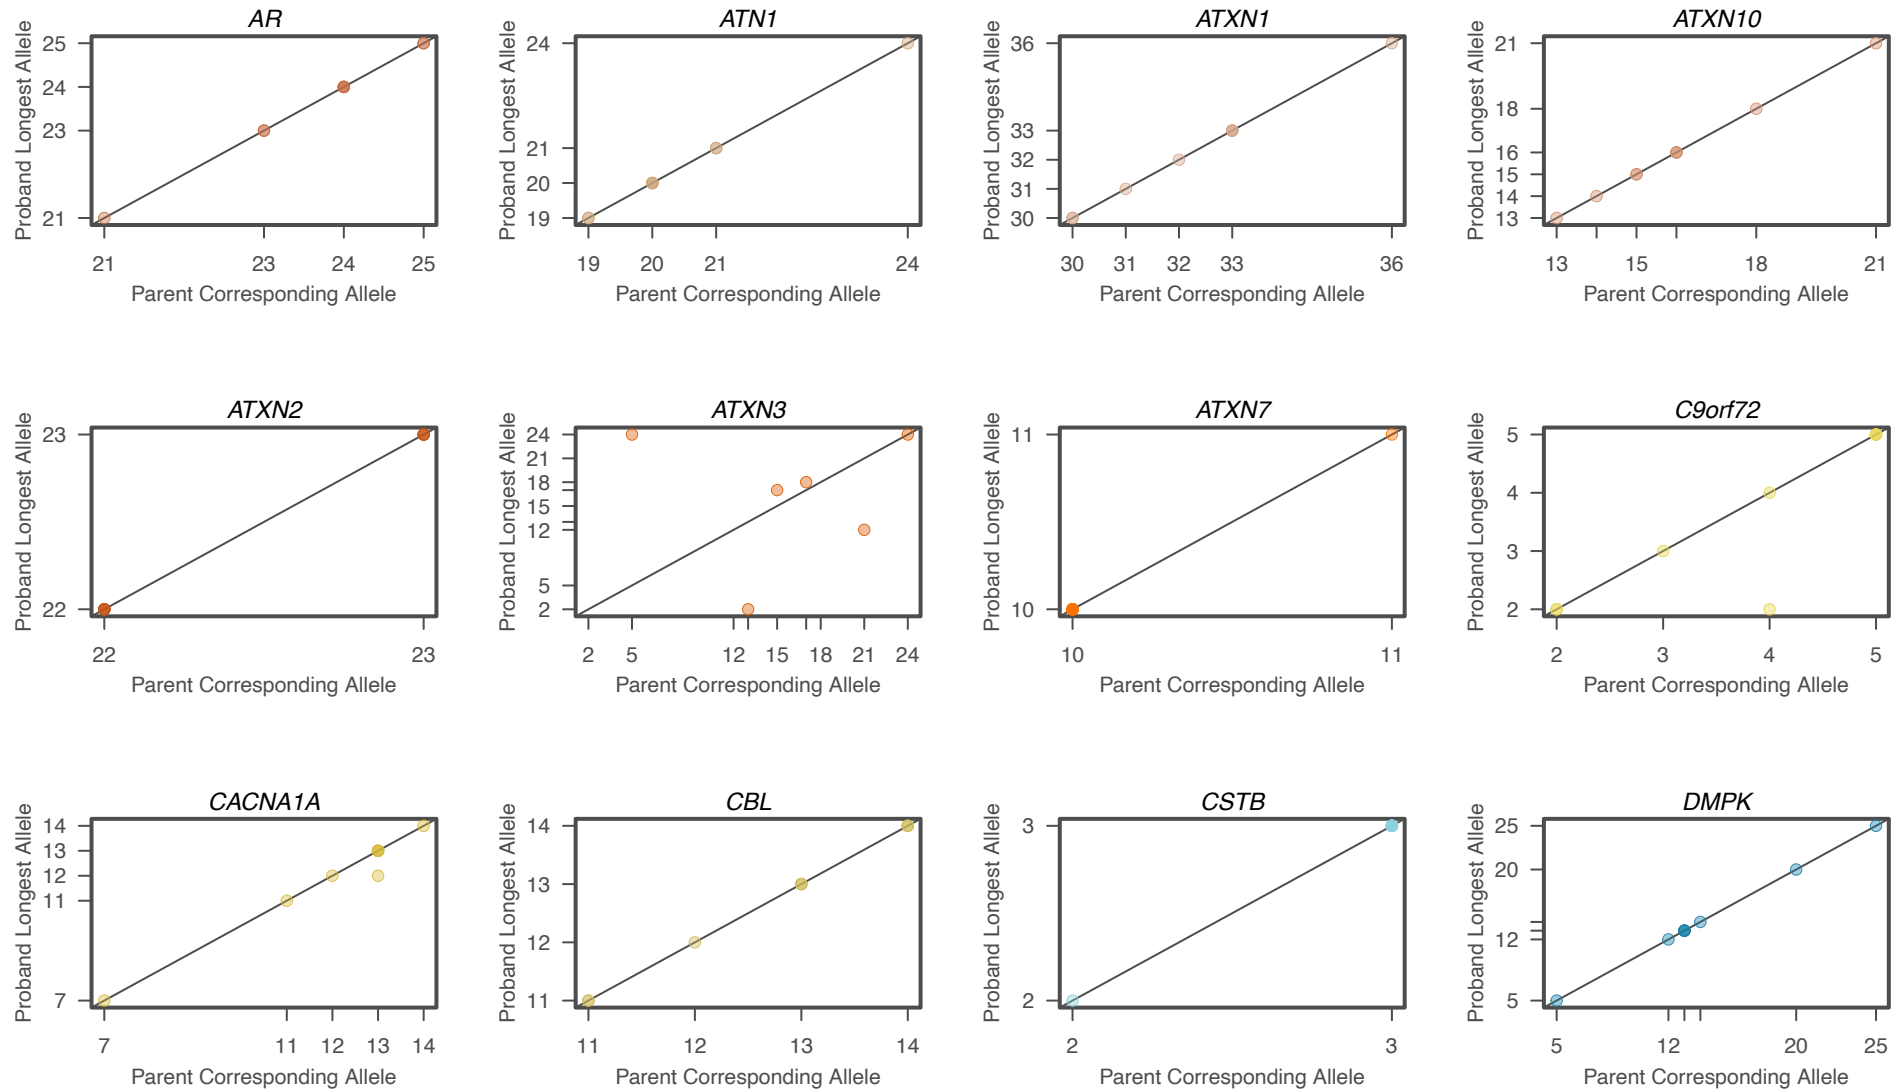 AR ATN1 ATXN1 ATXN10
Proband Longest Allele Proband Longest Allele Proband Longest Allele Proband Longest Allele
25 24 36 21
24
23 33 18
21 32 16
20 31 15
14
21 19 30 13
21 23 24 25 19 20 21 24 30 31 32 33 36 13 15 18 21
Parent Corresponding Allele Parent Corresponding Allele Parent Corresponding Allele Parent Corresponding Allele
ATXN2 ATXN3 ATXN7 C9orf72
Proband Longest Allele Proband Longest Allele Proband Longest Allele Proband Longest Allele
23 24 11 5
21
18 4
15
12 3
5
22 2 10 2
22 23 2 5 12 15 18 21 24 10 11 2 3 4 5
Parent Corresponding Allele Parent Corresponding Allele Parent Corresponding Allele Parent Corresponding Allele
CACNA1A CBL CSTB DMPK
Proband Longest Allele Proband Longest Allele Proband Longest Allele Proband Longest Allele
14 14 3 25
13
12 13 20
11
12 12
7 11 2 5
7 11 12 13 14 11 12 13 14 2 3 5 12 20 25
Parent Corresponding Allele Parent Corresponding Allele Parent Corresponding Allele Parent Corresponding Allele